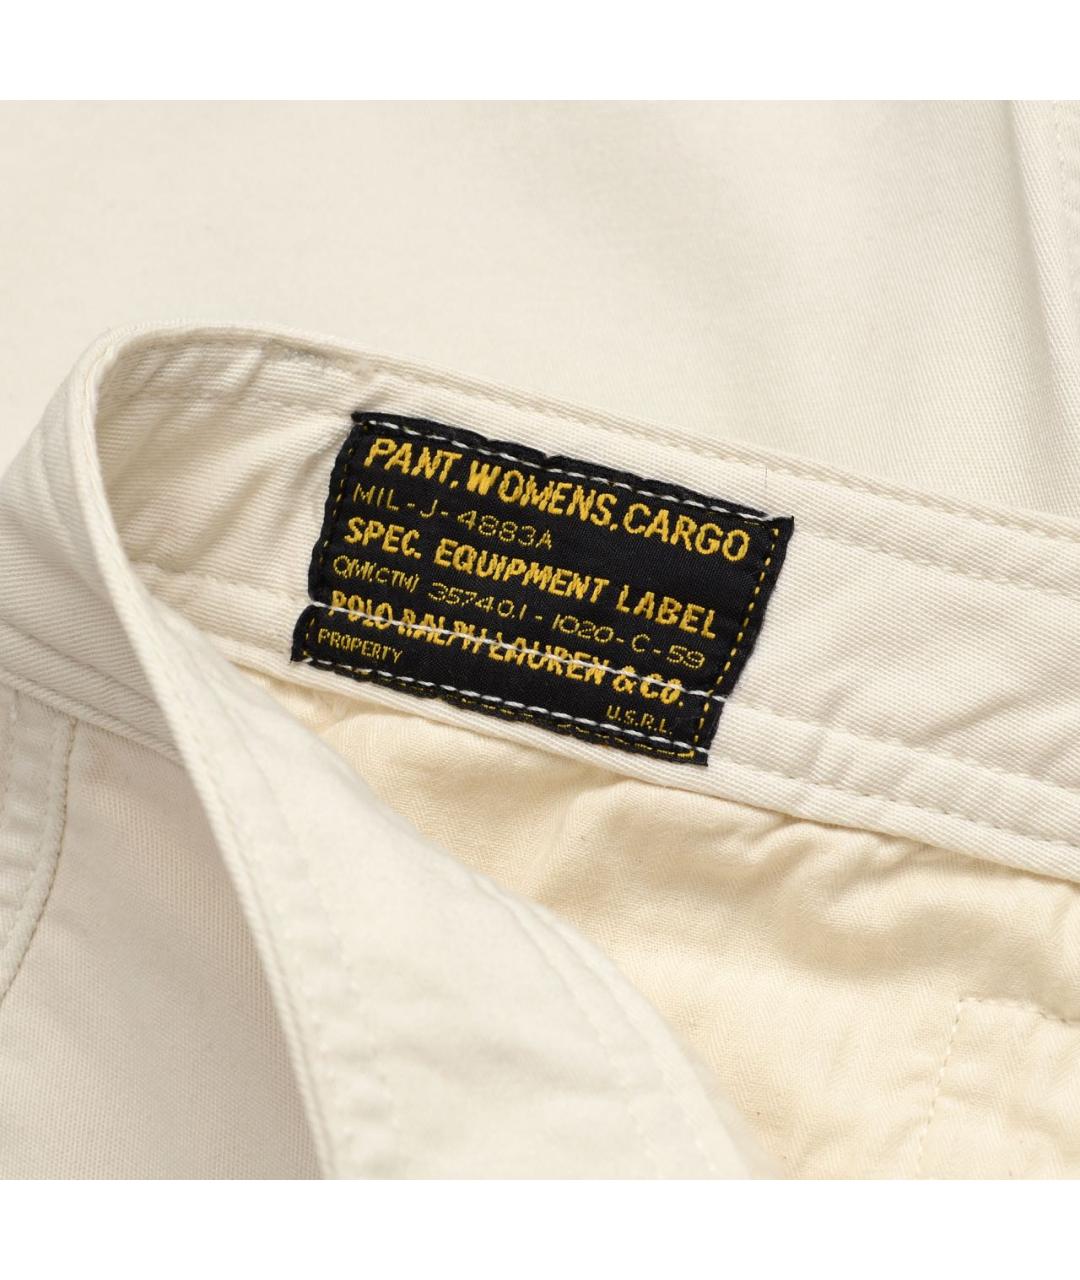 PANT, WOMENS, CARGO
MIL-J-4883A
SPEC. EQUIPMENT LABEL
QM(CTM) 35740.1-1020-C-59
POLO RALPH LAUREN & CO.
PROPERTY
U.S.R.L.